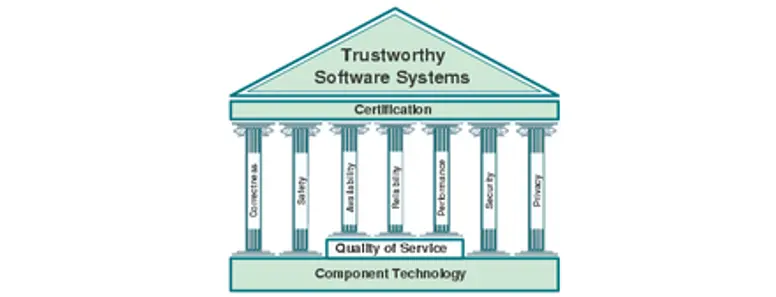 Trustworthy
Software Systems
Certification
Correctness
Safety
Availability
Reliability
Performance
Security
Privacy
Quality of Service
Component Technology